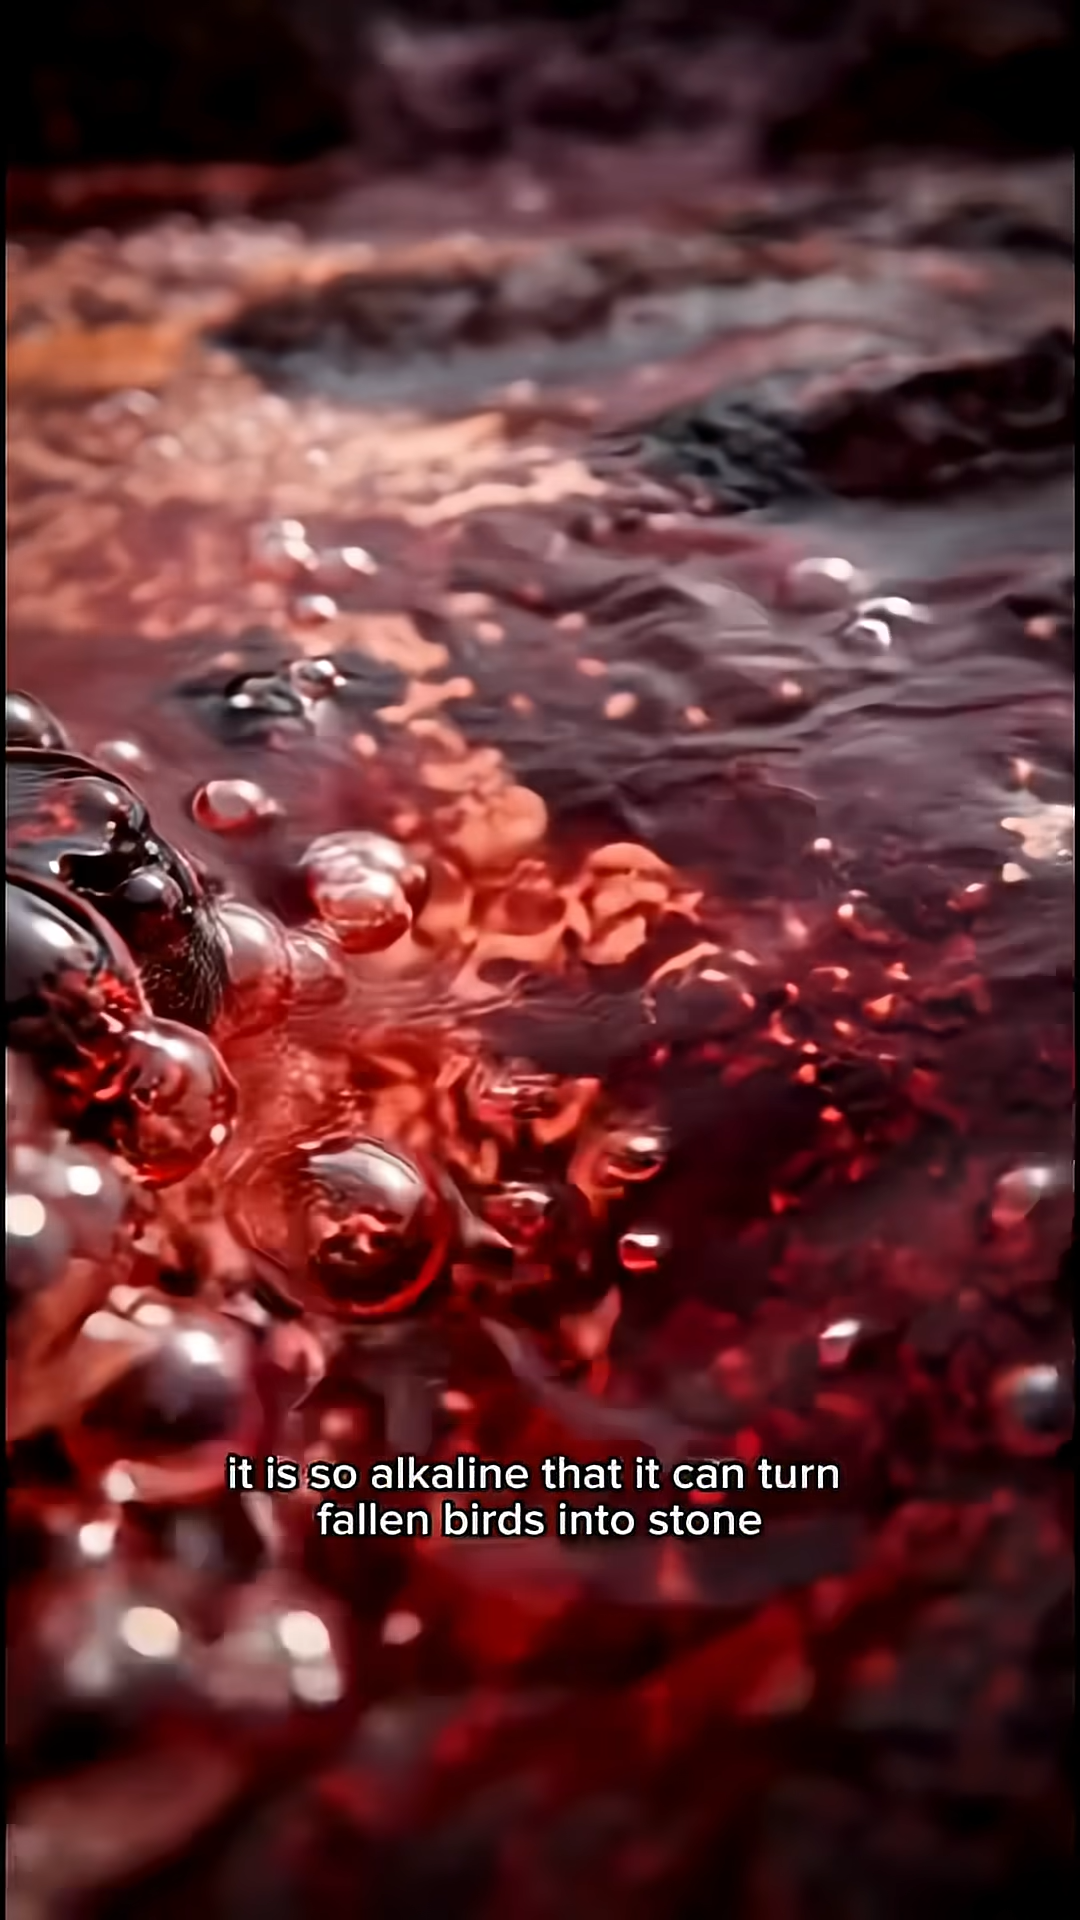 it is so alkaline that it can turn
fallen birds into stone